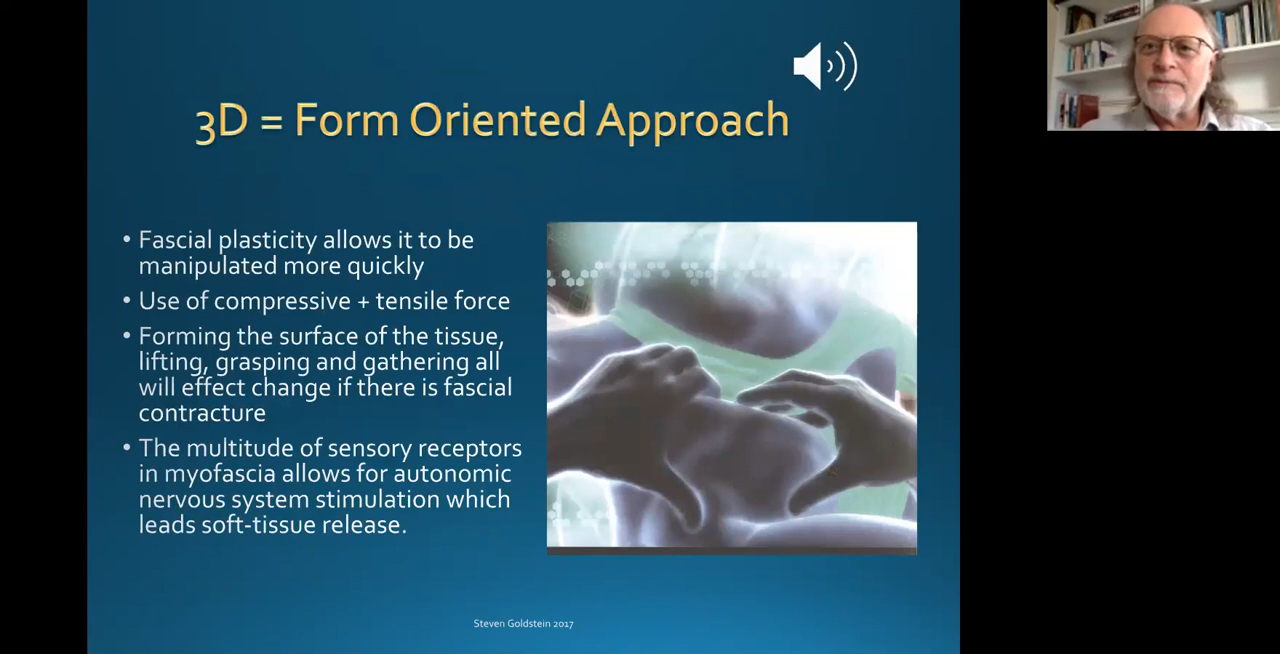 3D = Form Oriented Approach
• Fascial plasticity allows it to be
manipulated more quickly
• Use of compressive + tensile force
• Forming the surface of the tissue,
lifting, grasping and gathering all
will effect change if there is fascial
contracture
• The multitude of sensory receptors
in myofascia allows for autonomic
nervous system stimulation which
leads soft-tissue release.
Steven Goldstein 2017